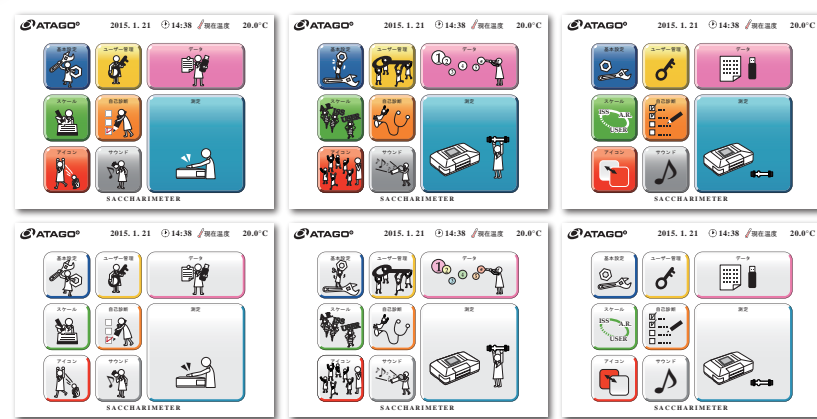 ATAGO 2015. 1. 21 14:38 現在温度 20.0°C
基本設定 ユーザー管理 データ
スケール 自己診断 測定
アイコン サウンド
SACCHARIMETER
ATAGO 2015. 1. 21 14:38 現在温度 20.0°C
基本設定 ユーザー管理 データ
1 2 3 4 5 6
スケール 自己診断 測定
アイコン サウンド
SACCHARIMETER
ATAGO 2015. 1. 21 14:38 現在温度 20.0°C
基本設定 ユーザー管理 データ
スケール 自己診断 測定
ISS A.R.
USER
アイコン サウンド
SACCHARIMETER
ATAGO 2015. 1. 21 14:38 現在温度 20.0°C
基本設定 ユーザー管理 データ
スケール 自己診断 測定
アイコン サウンド
SACCHARIMETER
ATAGO 2015. 1. 21 14:38 現在温度 20.0°C
基本設定 ユーザー管理 データ
1 2 3 4 5 6
スケール 自己診断 測定
アイコン サウンド
SACCHARIMETER
ATAGO 2015. 1. 21 14:38 現在温度 20.0°C
基本設定 ユーザー管理 データ
スケール 自己診断 測定
ISS A.R.
USER
アイコン サウンド
SACCHARIMETER